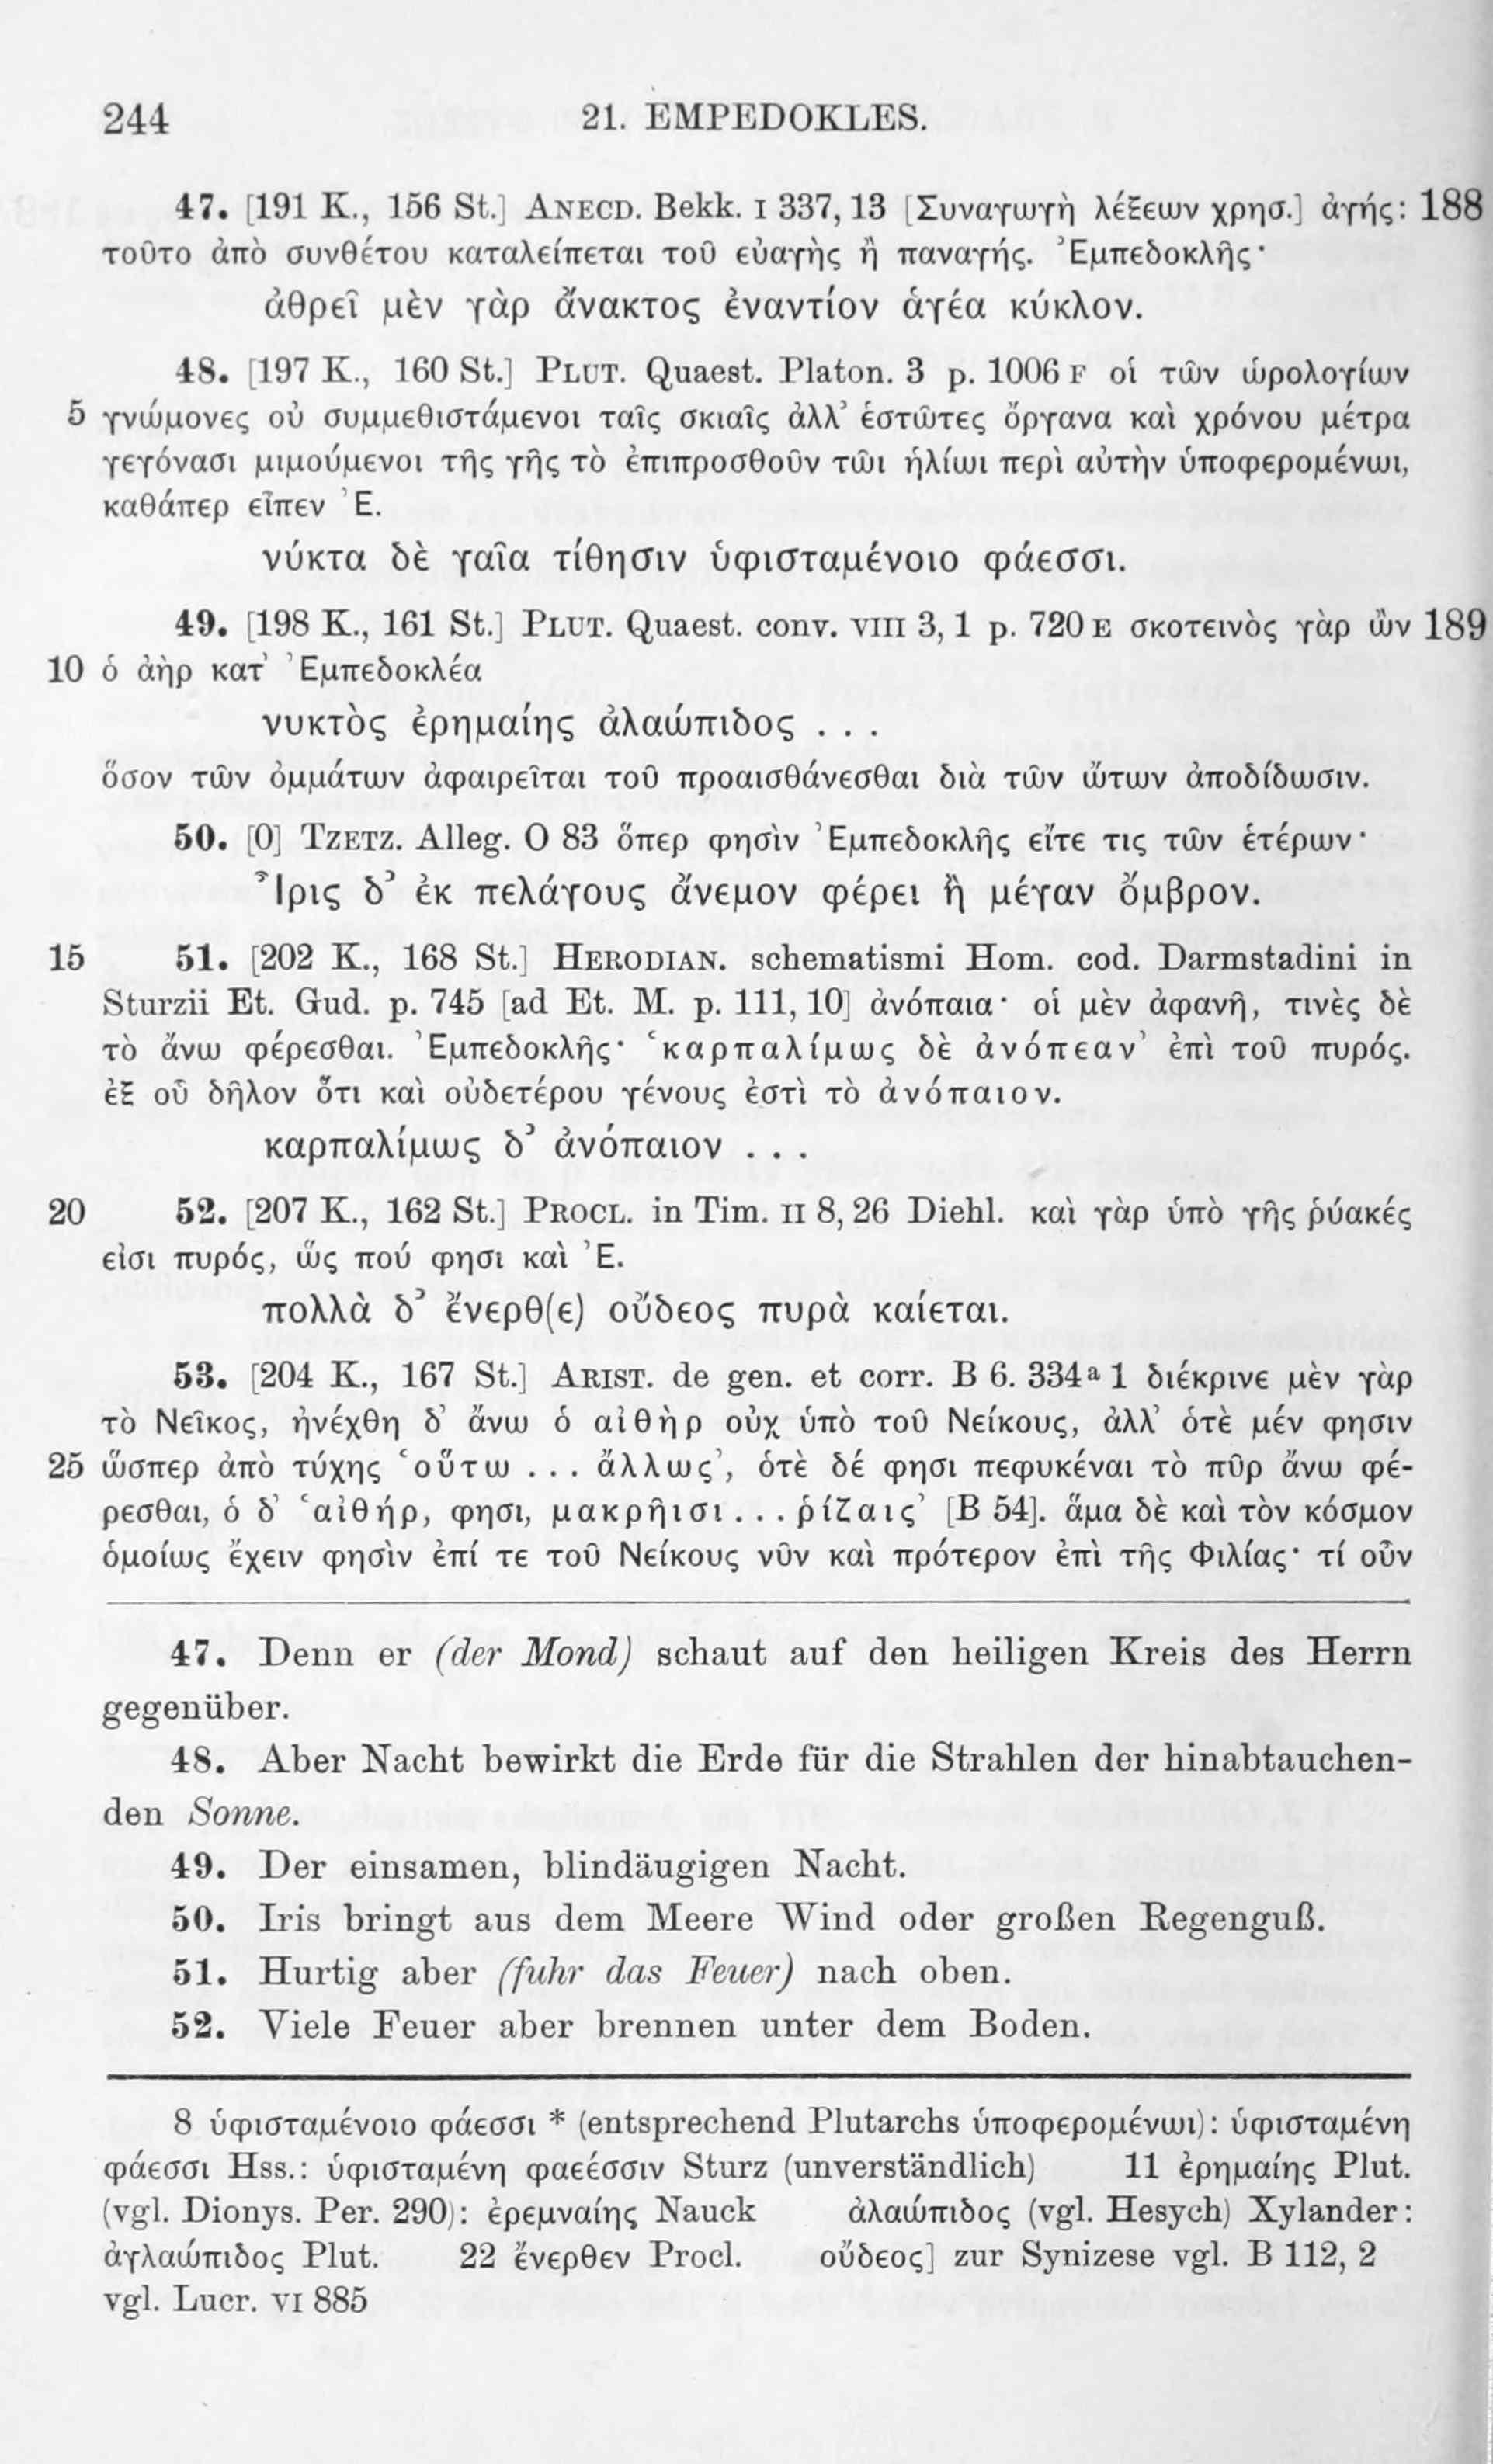 244 21. EMPEDOKLES.
47. [191 K., 156 St.] ANECD. Bekk. I 337, 13 [Συναγωγὴ λέξεων χρησ.] ἀγής: 188
τοῦτο ἀπὸ συνθέτου καταλείπεται τοῦ εὐαγὴς ἢ παναγής. Ἐμπεδοκλῆς·
ἀθρεῖ μὲν γὰρ ἄνακτος ἐναντίον ἁγέα κύκλον.
48. [197 K., 160 St.] PLUT. Quaest. Platon. 3 p. 1006 F οἱ τῶν ὡρολογίων
5 γνώμονες οὐ συμμεθιστάμενοι ταῖς σκιαῖς ἀλλ’ ἑστῶτες ὄργανα καὶ χρόνου μέτρα
γεγόνασι μιμούμενοι τῆς γῆς τὸ ἐπιπροσθοῦν τῶι ἡλίωι περὶ αὐτὴν ὑποφερομένωι,
καθάπερ εἶπεν Ἐ.
νύκτα δὲ γαῖα τίθησιν ὑφισταμένοιο φάεσσι.
49. [198 K., 161 St.] PLUT. Quaest. conv. VIII 3, 1 p. 720 E σκοτεινὸς γὰρ ὢν 189
10 ὁ ἀὴρ κατ’ Ἐμπεδοκλέα
νυκτὸς ἐρημαίης ἀλαώπιδος . . .
ὅσον τῶν ὀμμάτων ἀφαιρεῖται τοῦ προαισθάνεσθαι διὰ τῶν ὤτων ἀποδίδωσιν.
50. [0] TZETZ. Alleg. O 83 ὅπερ φησὶν Ἐμπεδοκλῆς εἴτε τις τῶν ἑτέρων·
Ἶρις δ’ ἐκ πελάγους ἄνεμον φέρει ἢ μέγαν ὄμβρον.
15 51. [202 K., 168 St.] HERODIAN. schematismi Hom. cod. Darmstadini in
Sturzii Et. Gud. p. 745 [ad Et. M. p. 111, 10] ἀνόπαια· οἱ μὲν ἀφανῆ, τινὲς δὲ
τὸ ἄνω φέρεσθαι. Ἐμπεδοκλῆς· ‘καρπαλίμως δὲ ἀνόπεαν’ ἐπὶ τοῦ πυρός.
ἐξ οὗ δῆλον ὅτι καὶ οὐδετέρου γένους ἐστὶ τὸ ἀνόπαιον.
καρπαλίμως δ’ ἀνόπαιον . . .
20 52. [207 K., 162 St.] PROCL. in Tim. II 8, 26 Diehl. καὶ γὰρ ὑπὸ γῆς ῥύακές
εἰσι πυρός, ὥς πού φησι καὶ Ἐ.
πολλὰ δ’ ἔνερθ(ε) οὔδεος πυρὰ καίεται.
53. [204 K., 167 St.] ARIST. de gen. et corr. B 6. 334ª 1 διέκρινε μὲν γὰρ
τὸ Νεῖκος, ἠνέχθη δ’ ἄνω ὁ αἰθὴρ οὐχ ὑπὸ τοῦ Νείκους, ἀλλ’ ὁτὲ μέν φησιν
25 ὥσπερ ἀπὸ τύχης ‘οὕτω . . . ἄλλως’, ὁτὲ δέ φησι πεφυκέναι τὸ πῦρ ἄνω φέ-
ρεσθαι, ὁ δ’ ‘αἰθήρ, φησι, μακρῆισι . . . ῥίζαις’ [B 54]. ἅμα δὲ καὶ τὸν κόσμον
ὁμοίως ἔχειν φησὶν ἐπί τε τοῦ Νείκους νῦν καὶ πρότερον ἐπὶ τῆς Φιλίας· τί οὖν
47. Denn er (der Mond) schaut auf den heiligen Kreis des Herrn
gegenüber.
48. Aber Nacht bewirkt die Erde für die Strahlen der hinabtauchen-
den Sonne.
49. Der einsamen, blindäugigen Nacht.
50. Iris bringt aus dem Meere Wind oder großen Regenguß.
51. Hurtig aber (fuhr das Feuer) nach oben.
52. Viele Feuer aber brennen unter dem Boden.
8 ὑφισταμένοιο φάεσσι * (entsprechend Plutarchs ὑποφερομένωι): ὑφισταμένη
φάεσσι Hss.: ὑφισταμένη φαεέσσιν Sturz (unverständlich) 11 ἐρημαίης Plut.
(vgl. Dionys. Per. 290): ἐρεμναίης Nauck ἀλαώπιδος (vgl. Hesych) Xylander:
ἀγλαώπιδος Plut. 22 ἔνερθεν Procl. οὔδεος] zur Synizese vgl. B 112, 2
vgl. Lucr. VI 885